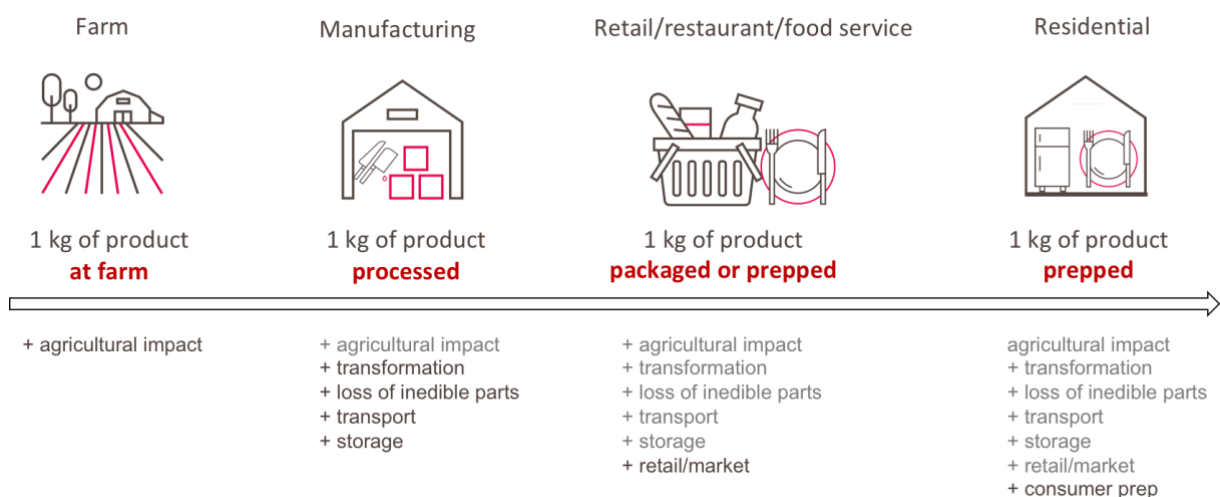 Farm
Manufacturing
Retail/restaurant/food service
Residential
1 kg of product
at farm
1 kg of product
processed
1 kg of product
packaged or prepped
1 kg of product
prepped
+ agricultural impact
+ agricultural impact
+ transformation
+ loss of inedible parts
+ transport
+ storage
+ agricultural impact
+ transformation
+ loss of inedible parts
+ transport
+ storage
+ retail/market
agricultural impact
+ transformation
+ loss of inedible parts
+ transport
+ storage
+ retail/market
+ consumer prep